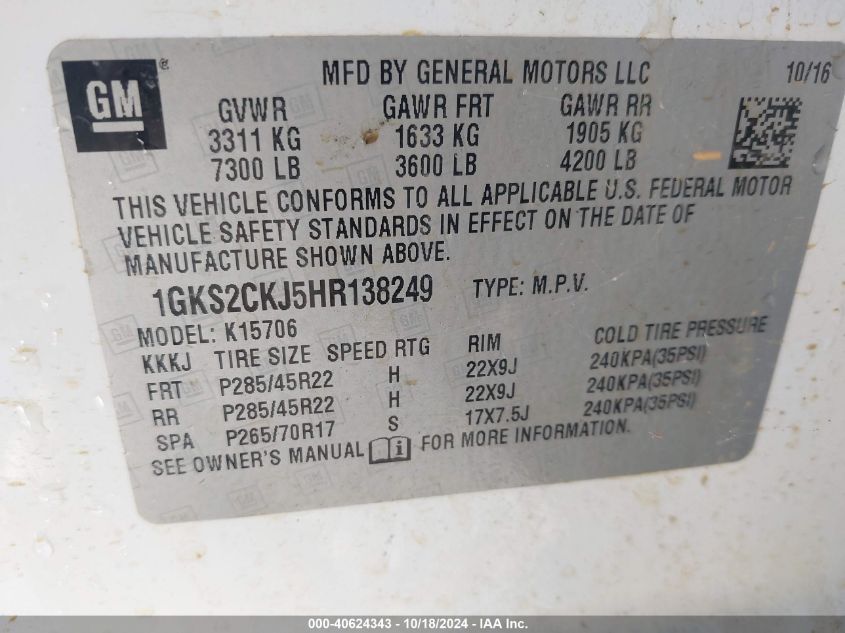 GM ®
MFD BY GENERAL MOTORS LLC 10/16
GVWR GAWR FRT GAWR RR
3311 KG 1633 KG 1905 KG
7300 LB 3600 LB 4200 LB
THIS VEHICLE CONFORMS TO ALL APPLICABLE U.S. FEDERAL MOTOR
VEHICLE SAFETY STANDARDS IN EFFECT ON THE DATE OF
MANUFACTURE SHOWN ABOVE.
1GKS2CKJ5HR138249 TYPE: M.P.V.
MODEL: K15706
KKKJ TIRE SIZE SPEED RTG RIM COLD TIRE PRESSURE
FRT P285/45R22 H 22X9J 240KPA(35PSI)
RR P285/45R22 H 22X9J 240KPA(35PSI)
SPA P265/70R17 S 17X7.5J 240KPA(35PSI)
SEE OWNER'S MANUAL i FOR MORE INFORMATION.
000-40624343 - 10/18/2024 - IAA Inc.